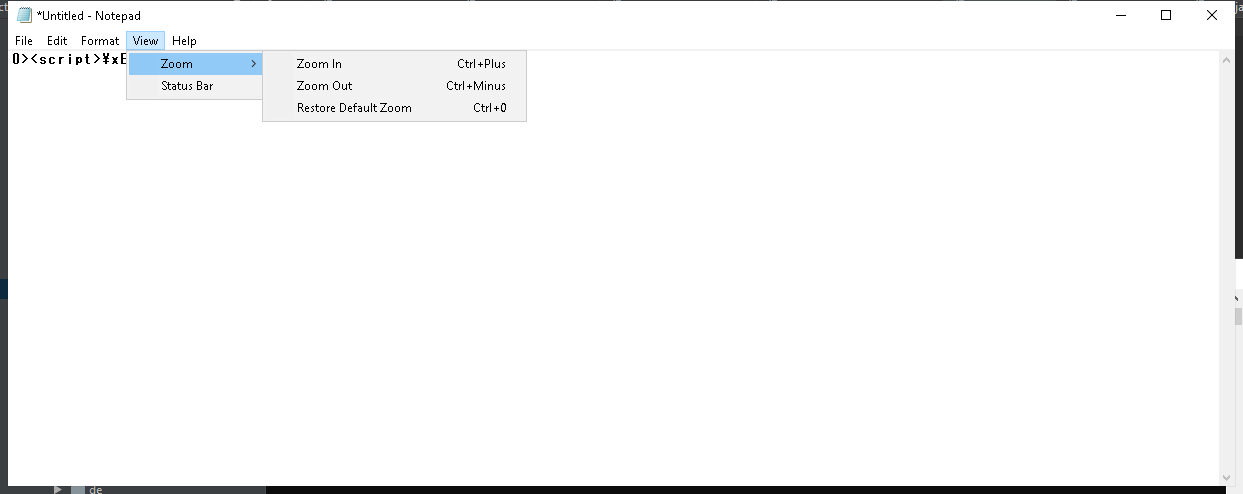 *Untitled - Notepad
File Edit Format View Help
0><script>¥xE
Zoom > Zoom In Ctrl+Plus
Status Bar Zoom Out Ctrl+Minus
Restore Default Zoom Ctrl+0
de